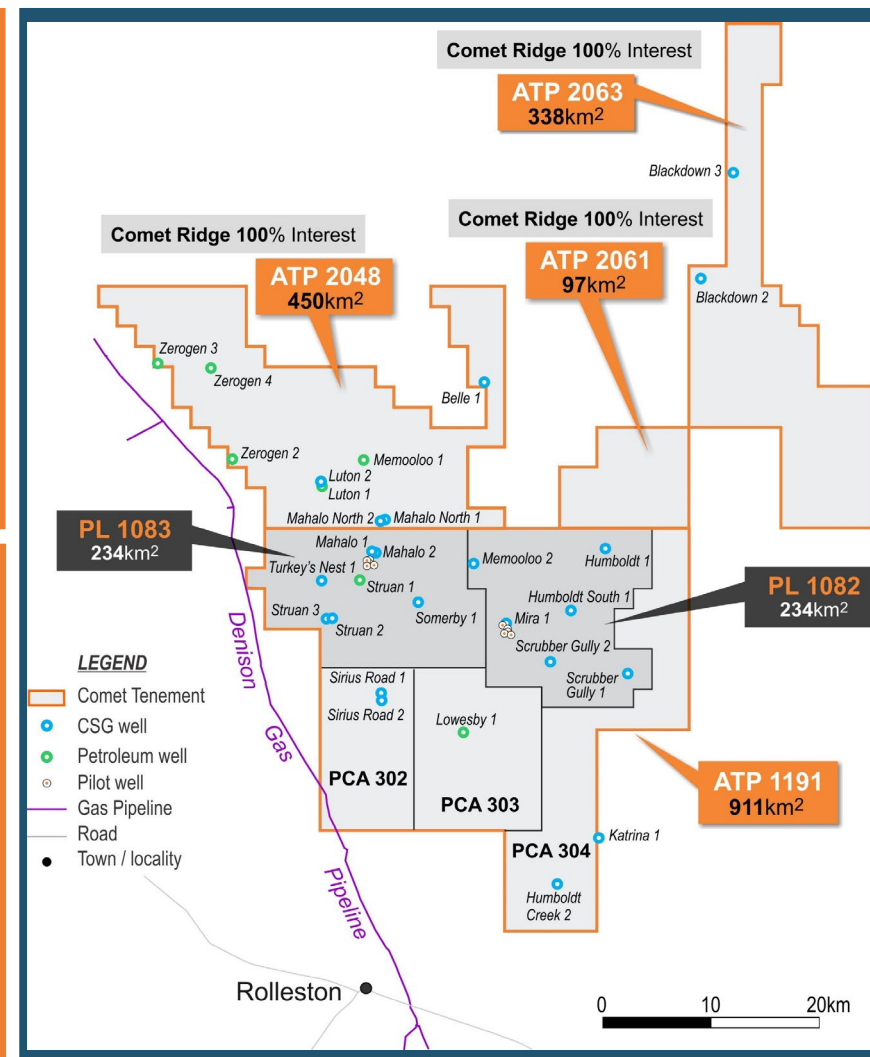 Comet Ridge 100% Interest
ATP 2063
338km²
Blackdown 3
Comet Ridge 100% Interest
Comet Ridge 100% Interest
ATP 2061
97km²
ATP 2048
450km²
Blackdown 2
Zerogen 3
Zerogen 4
Belle 1
Zerogen 2
Memooloo 1
Luton 2
Luton 1
Mahalo North 2
Mahalo North 1
PL 1083
234km²
Mahalo 1
Mahalo 2
Memooloo 2
Humboldt 1
Turkey's Nest 1
Struan 1
Humboldt South 1
PL 1082
234km²
Struan 3
Struan 2
Somerby 1
Mira 1
Scrubber Gully 2
Scrubber
Gully 1
Denison
Gas
Pipeline
LEGEND
Comet Tenement
CSG well
Petroleum well
Pilot well
Gas Pipeline
Road
Town / locality
Sirius Road 1
Sirius Road 2
Lowesby 1
PCA 302
PCA 303
ATP 1191
911km²
PCA 304
Katrina 1
Humboldt
Creek 2
Rolleston
0 10 20km